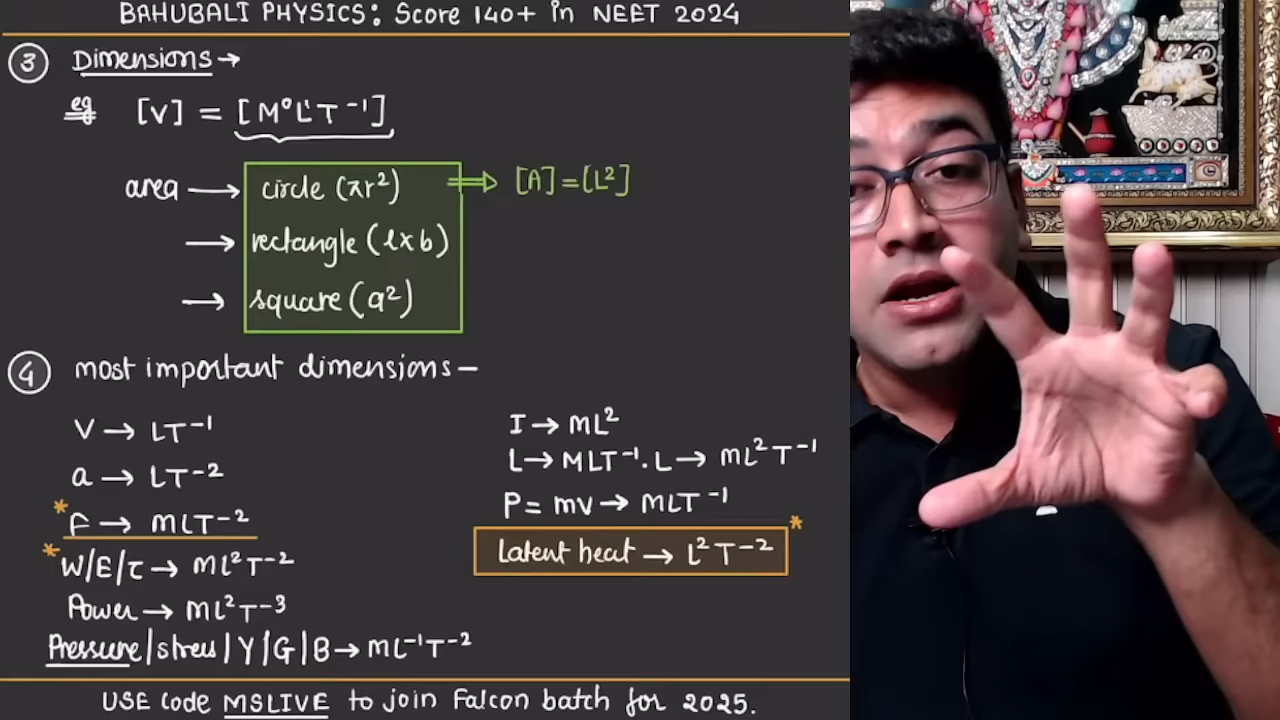 BAHUBALI PHYSICS: Score 140+ in NEET 2024
③ Dimensions →
eg [V] = [M⁰L¹T⁻¹]
area → circle (πr²) ⇒ [A]=[L²]
→ rectangle (l×b)
→ square (a²)
④ most important dimensions –
V → LT⁻¹
a → LT⁻²
* F → MLT⁻²
* W/E/τ → ML²T⁻²
Power → ML²T⁻³
Pressure/stress/Y/G/B → ML⁻¹T⁻²
I → ML²
L → MLT⁻¹.L → ML²T⁻¹
P = mv → MLT⁻¹
Latent heat → L²T⁻² *
USE Code MSLIVE to join Falcon batch for 2025.